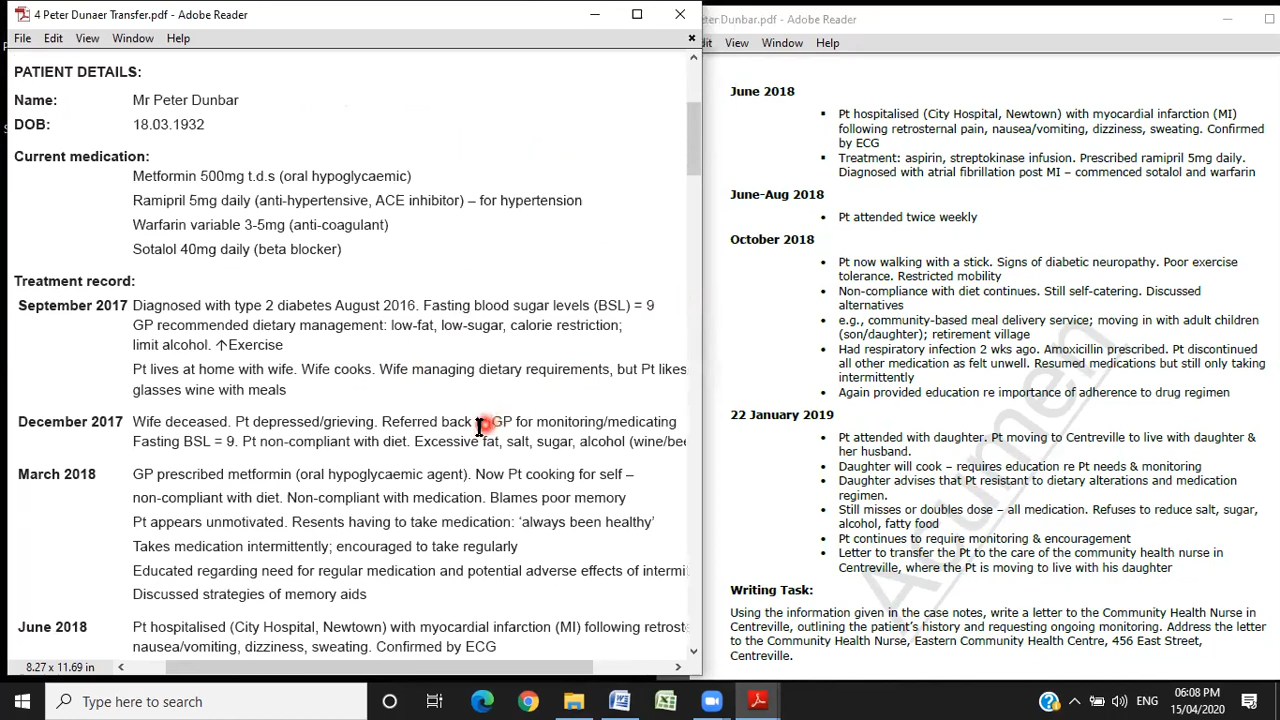 4 Peter Dunaer Transfer.pdf - Adobe Reader
File Edit View Window Help
PATIENT DETAILS:
Name: Mr Peter Dunbar
DOB: 18.03.1932
Current medication:
Metformin 500mg t.d.s (oral hypoglycaemic)
Ramipril 5mg daily (anti-hypertensive, ACE inhibitor) – for hypertension
Warfarin variable 3-5mg (anti-coagulant)
Sotalol 40mg daily (beta blocker)
Treatment record:
September 2017 Diagnosed with type 2 diabetes August 2016. Fasting blood sugar levels (BSL) = 9
GP recommended dietary management: low-fat, low-sugar, calorie restriction;
limit alcohol. ↑Exercise
Pt lives at home with wife. Wife cooks. Wife managing dietary requirements, but Pt likes
glasses wine with meals
December 2017 Wife deceased. Pt depressed/grieving. Referred back GP for monitoring/medicating
Fasting BSL = 9. Pt non-compliant with diet. Excessive fat, salt, sugar, alcohol (wine/bee
March 2018 GP prescribed metformin (oral hypoglycaemic agent). Now Pt cooking for self –
non-compliant with diet. Non-compliant with medication. Blames poor memory
Pt appears unmotivated. Resents having to take medication: ‘always been healthy’
Takes medication intermittently; encouraged to take regularly
Educated regarding need for regular medication and potential adverse effects of intermi
Discussed strategies of memory aids
June 2018 Pt hospitalised (City Hospital, Newtown) with myocardial infarction (MI) following retrost
nausea/vomiting, dizziness, sweating. Confirmed by ECG
8.27 x 11.69 in
ter Dunbar.pdf - Adobe Reader
dit View Window Help
June 2018
Pt hospitalised (City Hospital, Newtown) with myocardial infarction (MI)
following retrosternal pain, nausea/vomiting, dizziness, sweating. Confirmed
by ECG
Treatment: aspirin, streptokinase infusion. Prescribed ramipril 5mg daily.
Diagnosed with atrial fibrillation post MI – commenced sotalol and warfarin
June-Aug 2018
Pt attended twice weekly
October 2018
Pt now walking with a stick. Signs of diabetic neuropathy. Poor exercise
tolerance. Restricted mobility
Non-compliance with diet continues. Still self-catering. Discussed
alternatives
e.g., community-based meal delivery service; moving in with adult children
(son/daughter); retirement village
Had respiratory infection 2 wks ago. Amoxicillin prescribed. Pt discontinued
all other medication as felt unwell. Resumed medications but still only taking
intermittently
Again provided education re importance of adherence to drug regimen
22 January 2019
Pt attended with daughter. Pt moving to Centreville to live with daughter &
her husband.
Daughter will cook – requires education re Pt needs & monitoring
Daughter advises that Pt resistant to dietary alterations and medication
regimen.
Still misses or doubles dose – all medication. Refuses to reduce salt, sugar,
alcohol, fatty food
Pt continues to require monitoring & encouragement
Letter to transfer the Pt to the care of the community health nurse in
Centreville, where the Pt is moving to live with his daughter
Writing Task:
Using the information given in the case notes, write a letter to the Community Health Nurse in
Centreville, outlining the patient's history and requesting ongoing monitoring. Address the letter
to the Community Health Nurse, Eastern Community Health Centre, 456 East Street,
Centreville.
Arumen
Type here to search
ENG
06:08 PM
15/04/2020